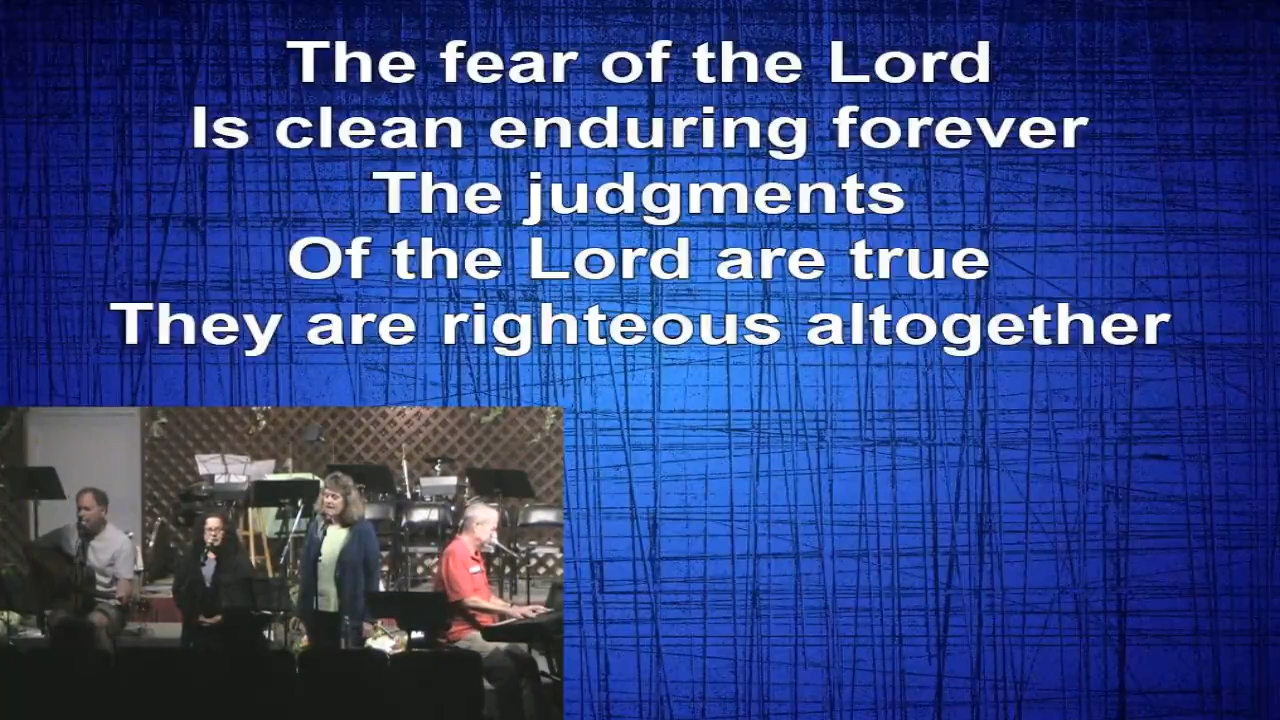 The fear of the Lord
Is clean enduring forever
The judgments
Of the Lord are true
They are righteous altogether